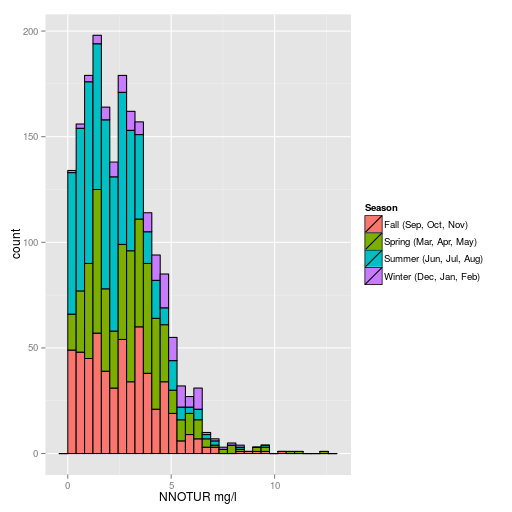 200
150
100
50
0
count
0 5 10
NNOTUR mg/l
Season
Fall (Sep, Oct, Nov)
Spring (Mar, Apr, May)
Summer (Jun, Jul, Aug)
Winter (Dec, Jan, Feb)